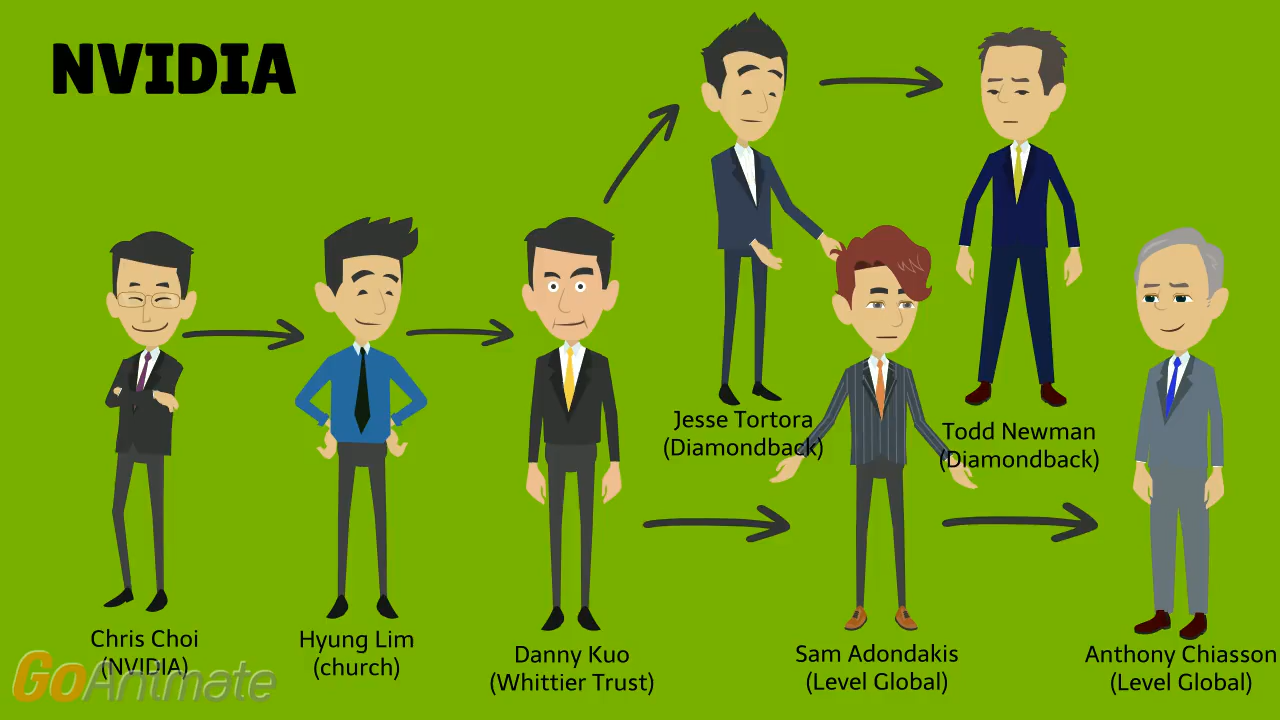 NVIDIA
Jesse Tortora
(Diamondback)
Todd Newman
(Diamondback)
Chris Choi
(NVIDIA)
Hyung Lim
(church)
Danny Kuo
(Whittier Trust)
Sam Adondakis
(Level Global)
Anthony Chiasson
(Level Global)
GoAnimate